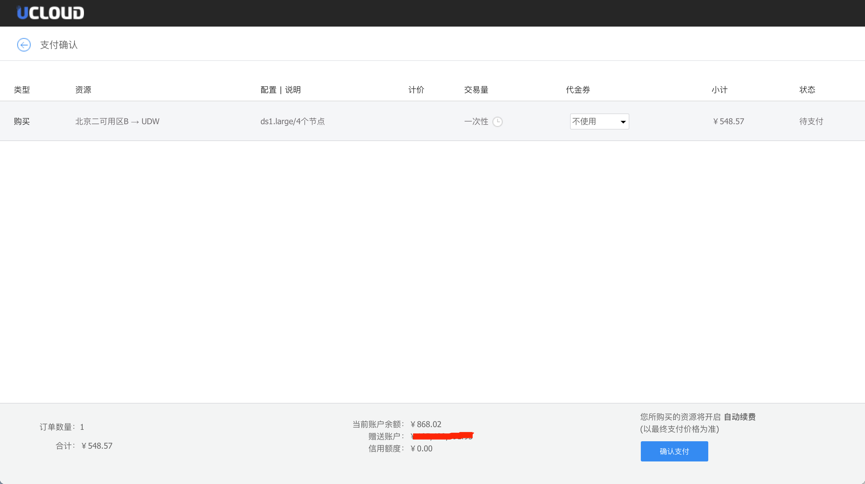 UCLOUD
支付确认
类型 资源 配置 | 说明 计价 交易量 代金券 小计 状态
购买 北京二可用区B → UDW ds1.large/4个节点 一次性 不使用 ¥ 548.57 待支付
订单数量： 1
合计： ¥ 548.57
当前账户余额： ¥ 868.02
赠送账户：
信用额度： ¥ 0.00
您所购买的资源将开启 自动续费
(以最终支付价格为准)
确认支付